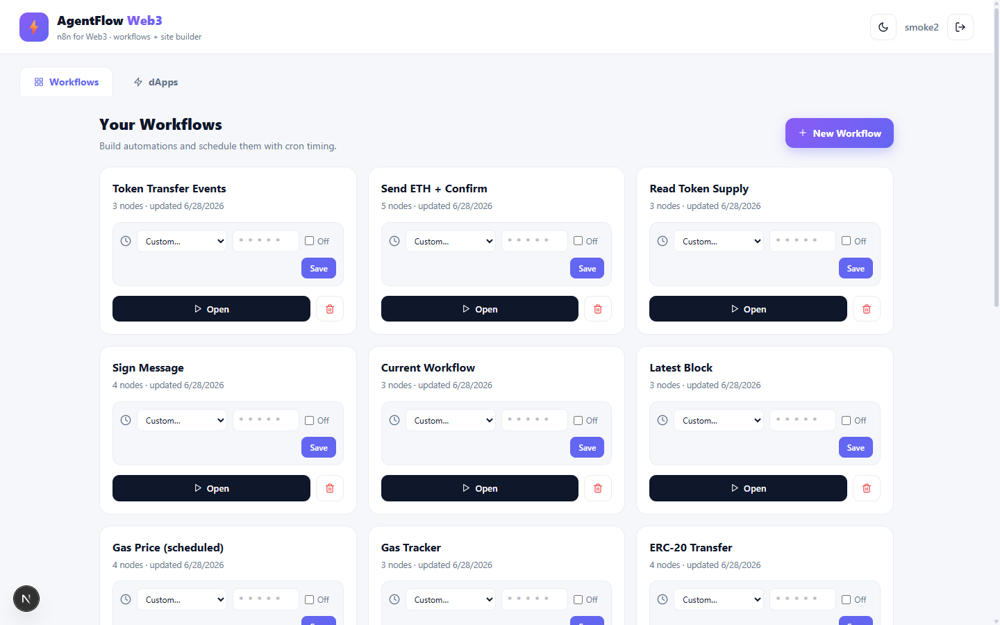 AgentFlow Web3
n8n for Web3 · workflows + site builder
smoke2
Workflows
dApps
Your Workflows
Build automations and schedule them with cron timing.
+ New Workflow
Token Transfer Events
3 nodes · updated 6/28/2026
Custom...
* * * * *
Off
Save
Open
Send ETH + Confirm
5 nodes · updated 6/28/2026
Custom...
* * * * *
Off
Save
Open
Read Token Supply
3 nodes · updated 6/28/2026
Custom...
* * * * *
Off
Save
Open
Sign Message
4 nodes · updated 6/28/2026
Custom...
* * * * *
Off
Save
Open
Current Workflow
3 nodes · updated 6/28/2026
Custom...
* * * * *
Off
Save
Open
Latest Block
3 nodes · updated 6/28/2026
Custom...
* * * * *
Off
Save
Open
Gas Price (scheduled)
4 nodes · updated 6/28/2026
Custom...
* * * * *
Off
Save
Gas Tracker
3 nodes · updated 6/28/2026
Custom...
* * * * *
Off
Save
ERC-20 Transfer
4 nodes · updated 6/28/2026
Custom...
* * * * *
Off
Save
N